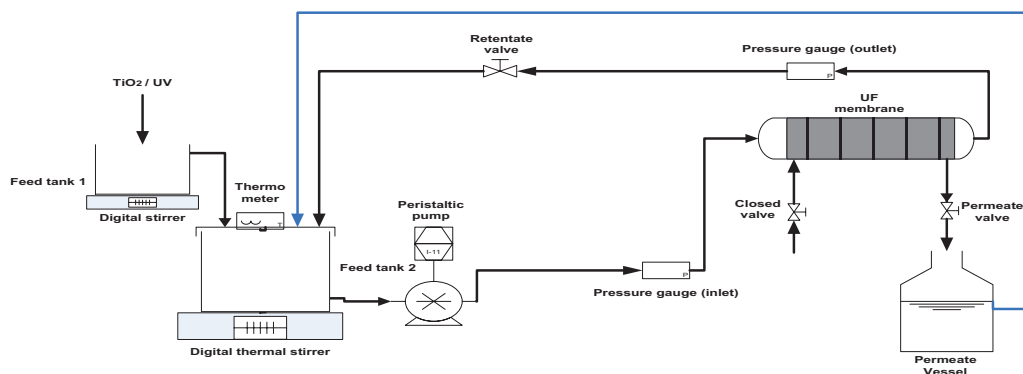 Retentate
valve
Pressure gauge (outlet)
P
TiO2 / UV
UF
membrane
Feed tank 1
Digital stirrer
Thermo
meter
T
Peristaltic
pump
I-11
Closed
valve
Permeate
valve
Feed tank 2
P
Pressure gauge (inlet)
Digital thermal stirrer
Permeate
Vessel